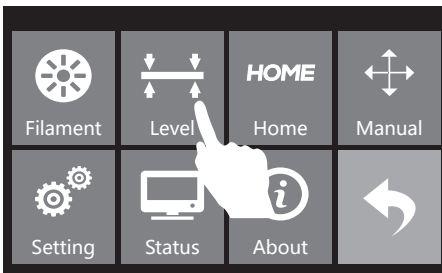 HOME
Filament
Level
Home
Manual
i
Setting
Status
About